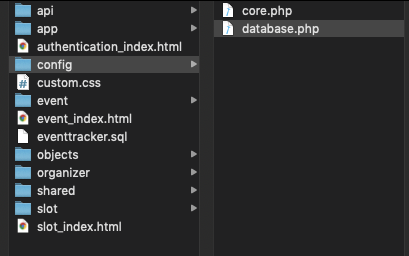 api
app
authentication_index.html
config
custom.css
event
event_index.html
eventtracker.sql
objects
organizer
shared
slot
slot_index.html
core.php
database.php